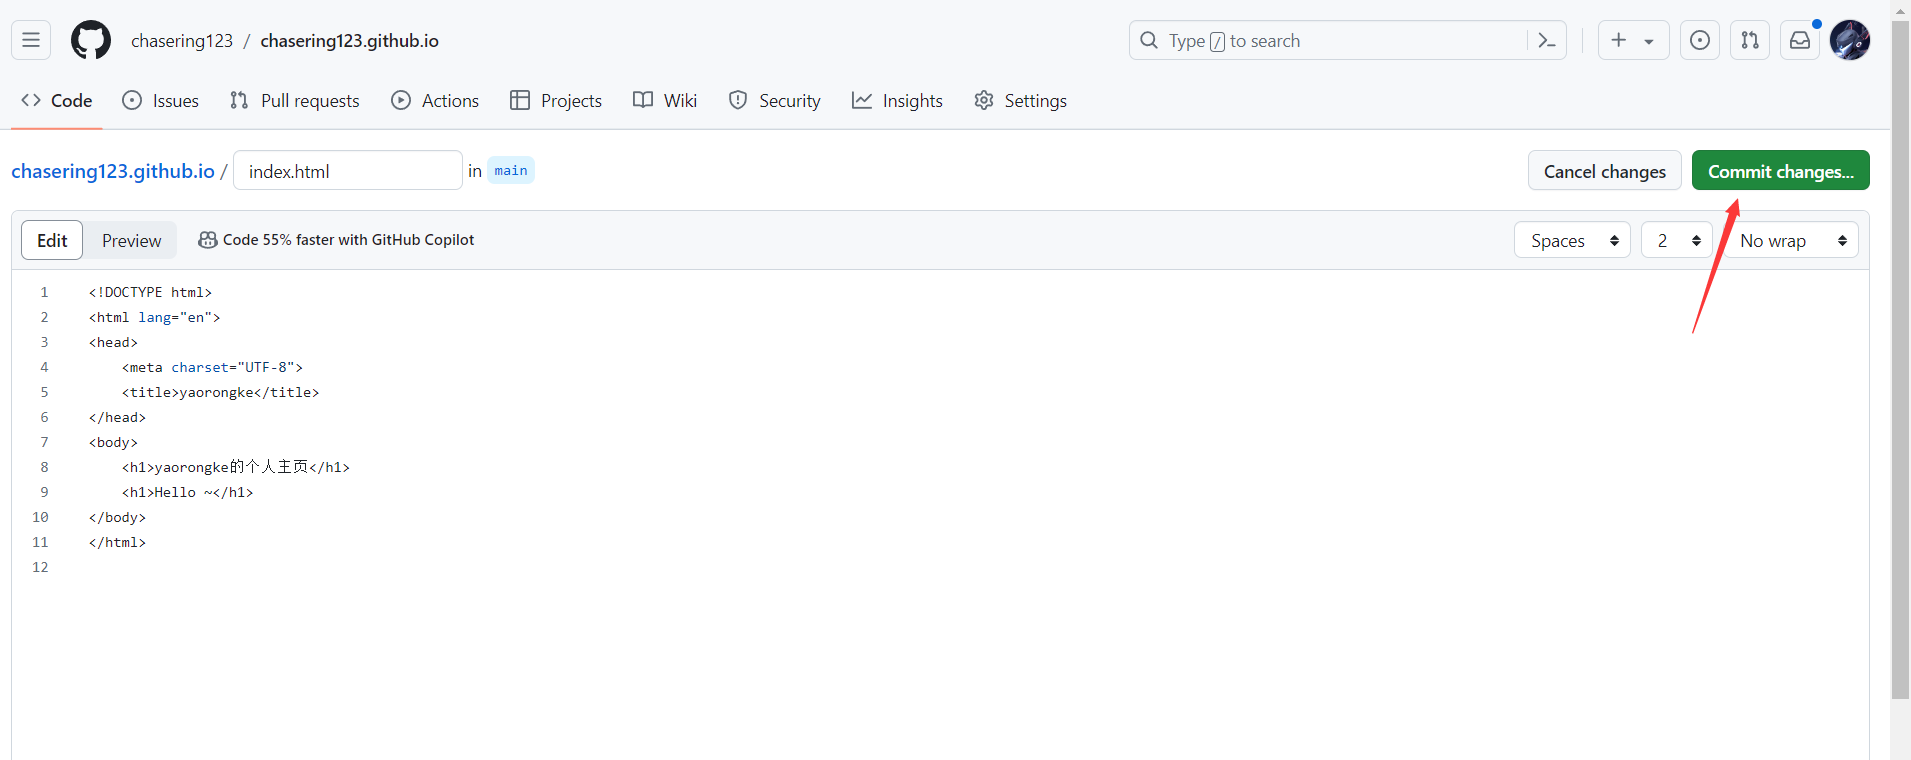 chasering123 / chasering123.github.io
Type / to search
Code Issues Pull requests Actions Projects Wiki Security Insights Settings
chasering123.github.io / index.html in main
Cancel changes Commit changes...
Edit Preview Code 55% faster with GitHub Copilot
Spaces 2 No wrap
1 <!DOCTYPE html>
2 <html lang="en">
3 <head>
4 <meta charset="UTF-8">
5 <title>yaorongke</title>
6 </head>
7 <body>
8 <h1>yaorongke的个人主页</h1>
9 <h1>Hello ~</h1>
10 </body>
11 </html>
12